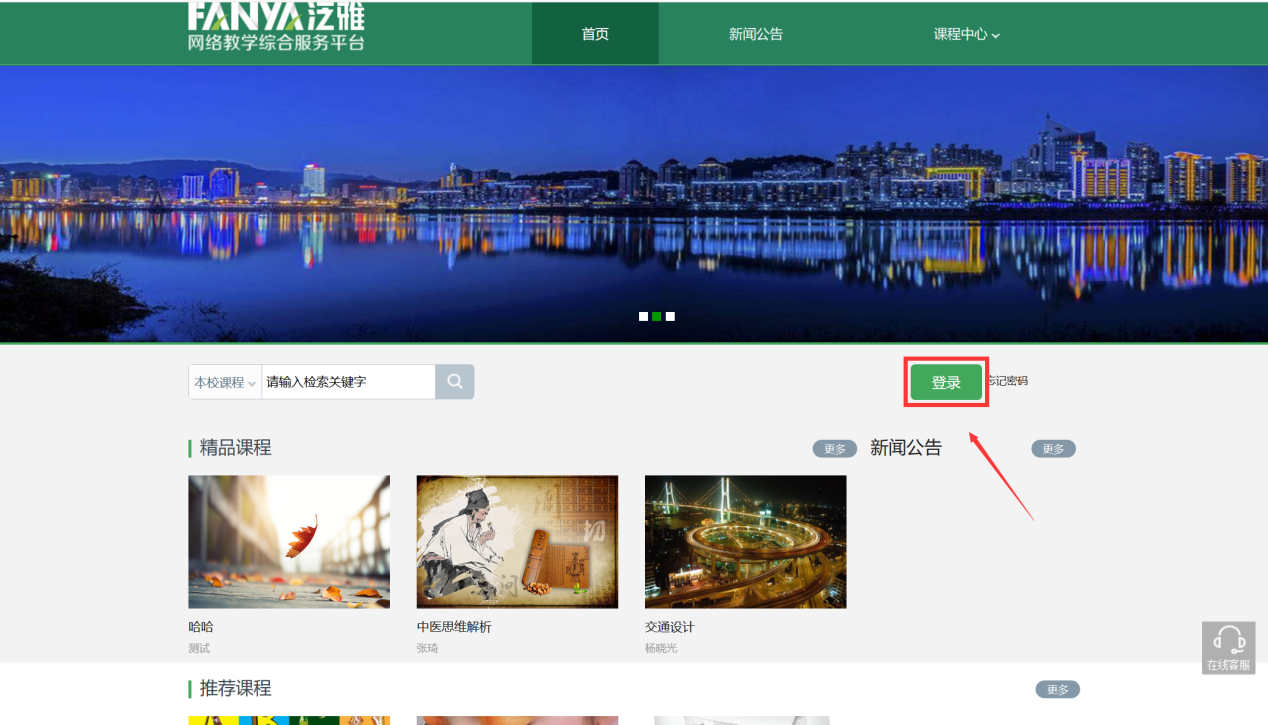 FANYA泛雅
网络教学综合服务平台
首页
新闻公告
课程中心
本校课程
请输入检索关键字
登录
忘记密码
精品课程
更多
新闻公告
更多
切
问
哈哈
测试
中医思维解析
张琦
交通设计
杨晓光
在线客服
推荐课程
更多